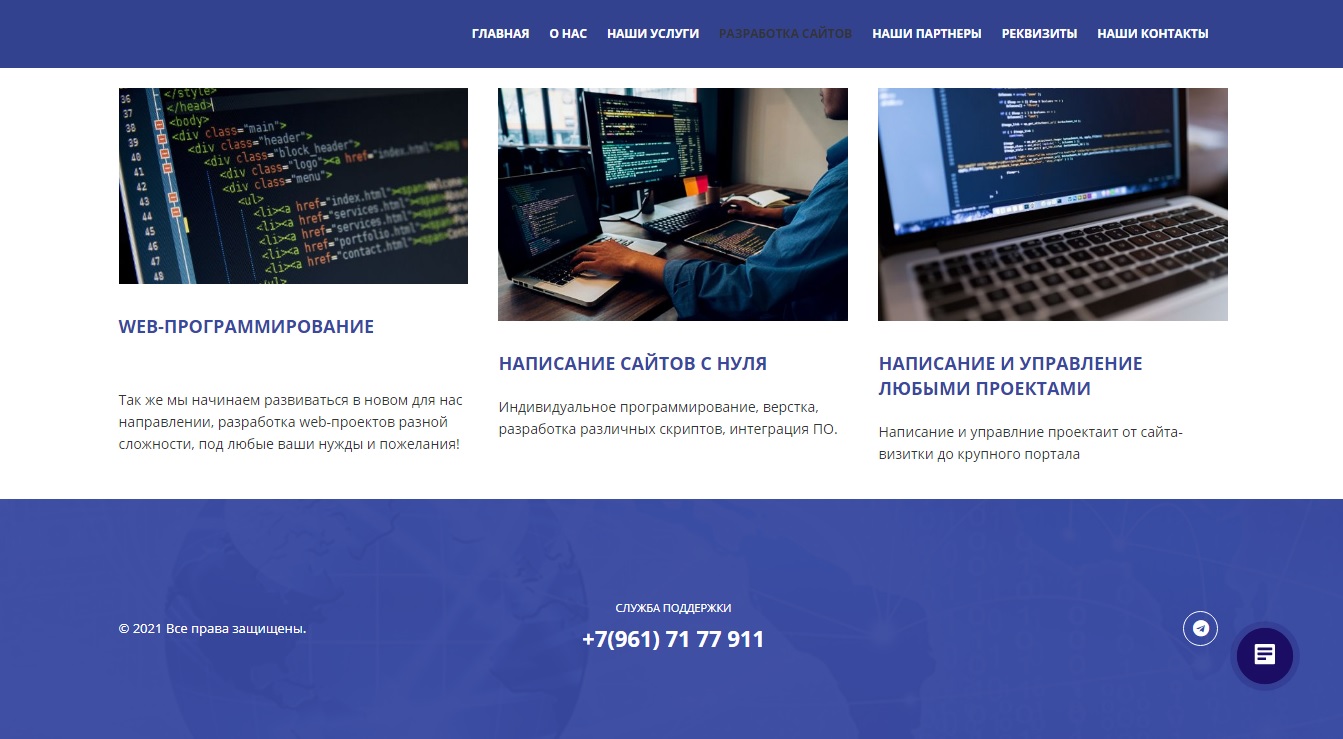 ГЛАВНАЯ О НАС НАШИ УСЛУГИ РАЗРАБОТКА САЙТОВ НАШИ ПАРТНЕРЫ РЕКВИЗИТЫ НАШИ КОНТАКТЫ
36 </style>
37 </head>
38 <body>
39 <div class="main">
40 <div class="header">
41 <div class="block_header">
42 <div class="logo"><a href="index.html"><img
43 <div class="menu">
44 <ul>
45 <li><a href="index.html"><span>Welcome
46 <li><a href="services.html"><span>
47 <li><a href="portfolio.html"><span>
48 <li><a href="contact.html"><span>
</ul>
WEB-ПРОГРАММИРОВАНИЕ
Так же мы начинаем развиваться в новом для нас
направлении, разработка web-проектов разной
сложности, под любые ваши нужды и пожелания!
НАПИСАНИЕ САЙТОВ С НУЛЯ
Индивидуальное программирование, верстка,
разработка различных скриптов, интеграция ПО.
НАПИСАНИЕ И УПРАВЛЕНИЕ
ЛЮБЫМИ ПРОЕКТАМИ
Написание и управлние проектаит от сайта-
визитки до крупного портала
© 2021 Все права защищены.
СЛУЖБА ПОДДЕРЖКИ
+7(961) 71 77 911